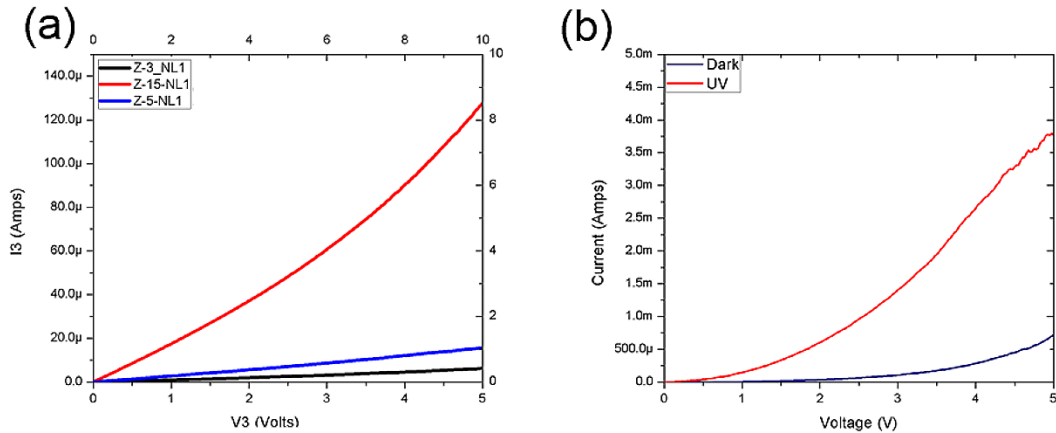 (a)
0 2 4 6 8 10
Z-3_NL1
Z-15-NL1
Z-5-NL1
140.0µ
120.0µ
100.0µ
80.0µ
60.0µ
40.0µ
20.0µ
0.0
I3 (Amps)
10
8
6
4
2
0
0 1 2 3 4 5
V3 (Volts)
(b)
Dark
UV
5.0m
4.5m
4.0m
3.5m
3.0m
2.5m
2.0m
1.5m
1.0m
500.0µ
0.0
Current (Amps)
0 1 2 3 4 5
Voltage (V)